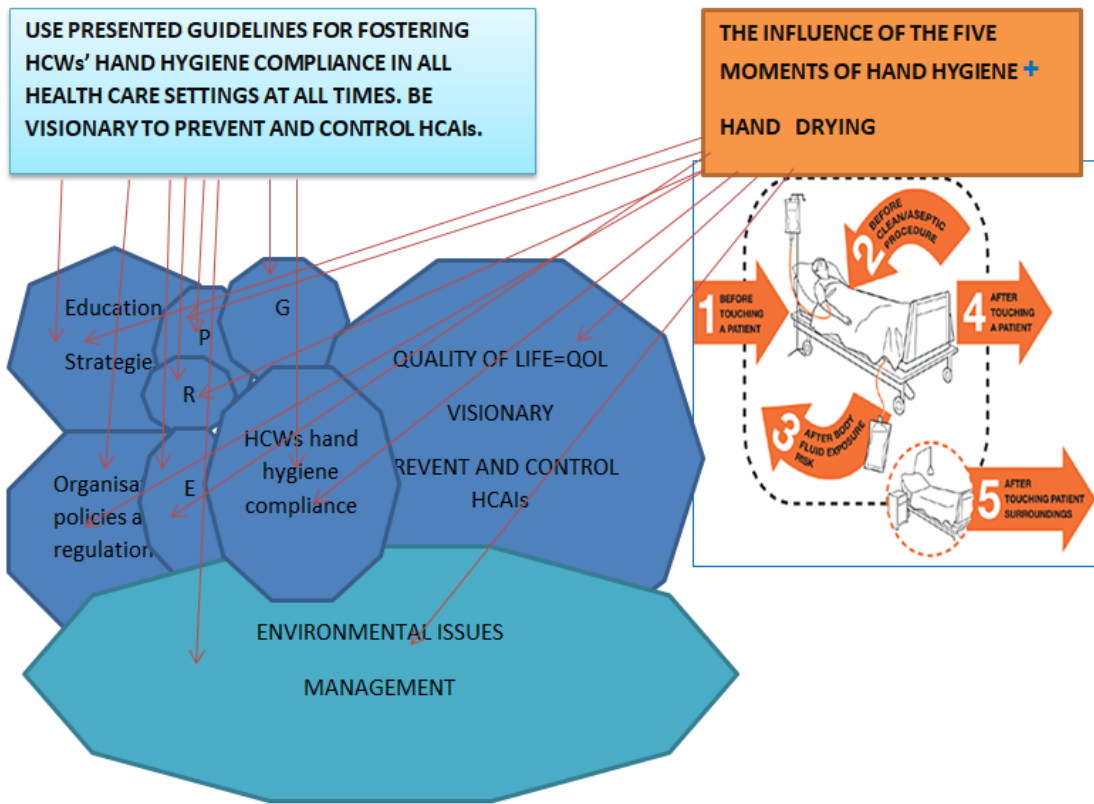 USE PRESENTED GUIDELINES FOR FOSTERING
HCWs' HAND HYGIENE COMPLIANCE IN ALL
HEALTH CARE SETTINGS AT ALL TIMES. BE
VISIONARY TO PREVENT AND CONTROL HCAIs.
THE INFLUENCE OF THE FIVE
MOMENTS OF HAND HYGIENE +
HAND DRYING
Education
Strategie
P
G
R
E
Organisat
policies a
regulation
HCWs hand
hygiene
compliance
QUALITY OF LIFE=QOL
VISIONARY
REVENT AND CONTROL
HCAIs
ENVIRONMENTAL ISSUES
MANAGEMENT
1 BEFORE
TOUCHING
A PATIENT
2 BEFORE
CLEAN/ASEPTIC
PROCEDURE
3 AFTER BODY
FLUID EXPOSURE
RISK
4 AFTER
TOUCHING
A PATIENT
5 AFTER
TOUCHING PATIENT
SURROUNDINGS